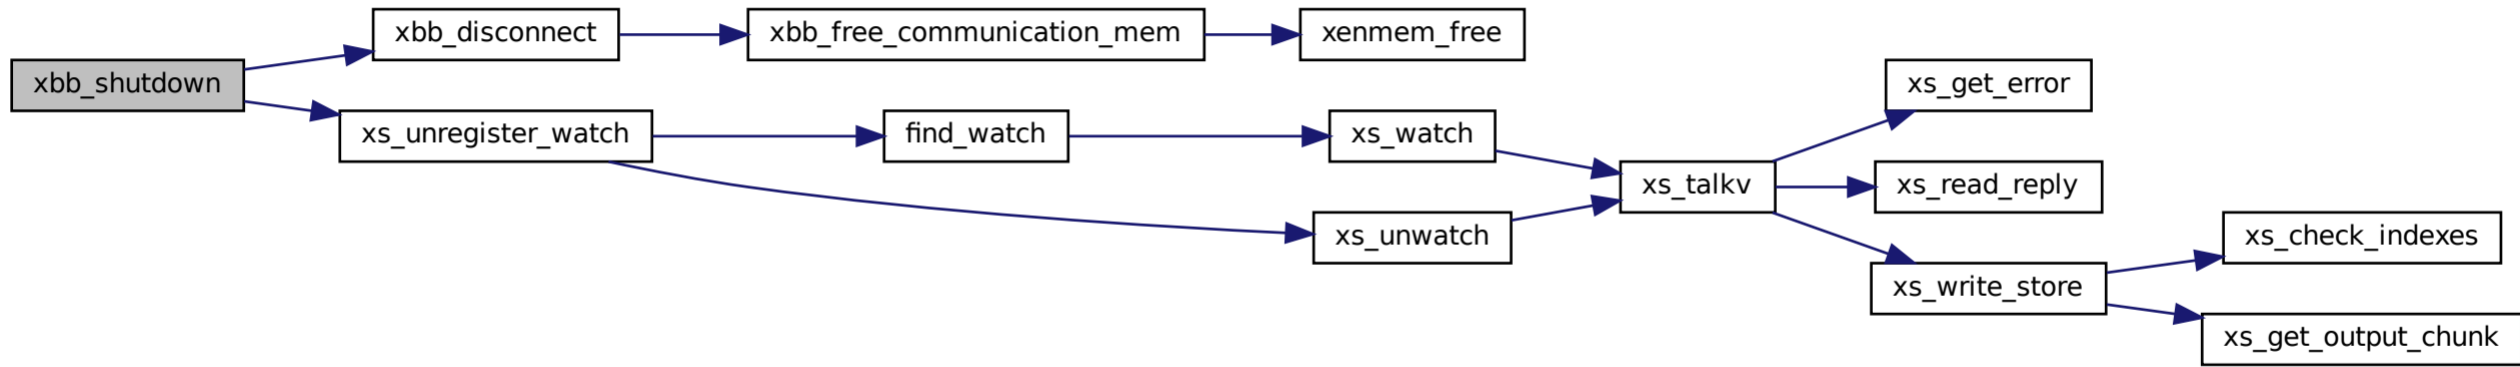 xbb_shutdown
xbb_disconnect
xbb_free_communication_mem
xenmem_free
xs_unregister_watch
find_watch
xs_watch
xs_unwatch
xs_talkv
xs_get_error
xs_read_reply
xs_write_store
xs_check_indexes
xs_get_output_chunk